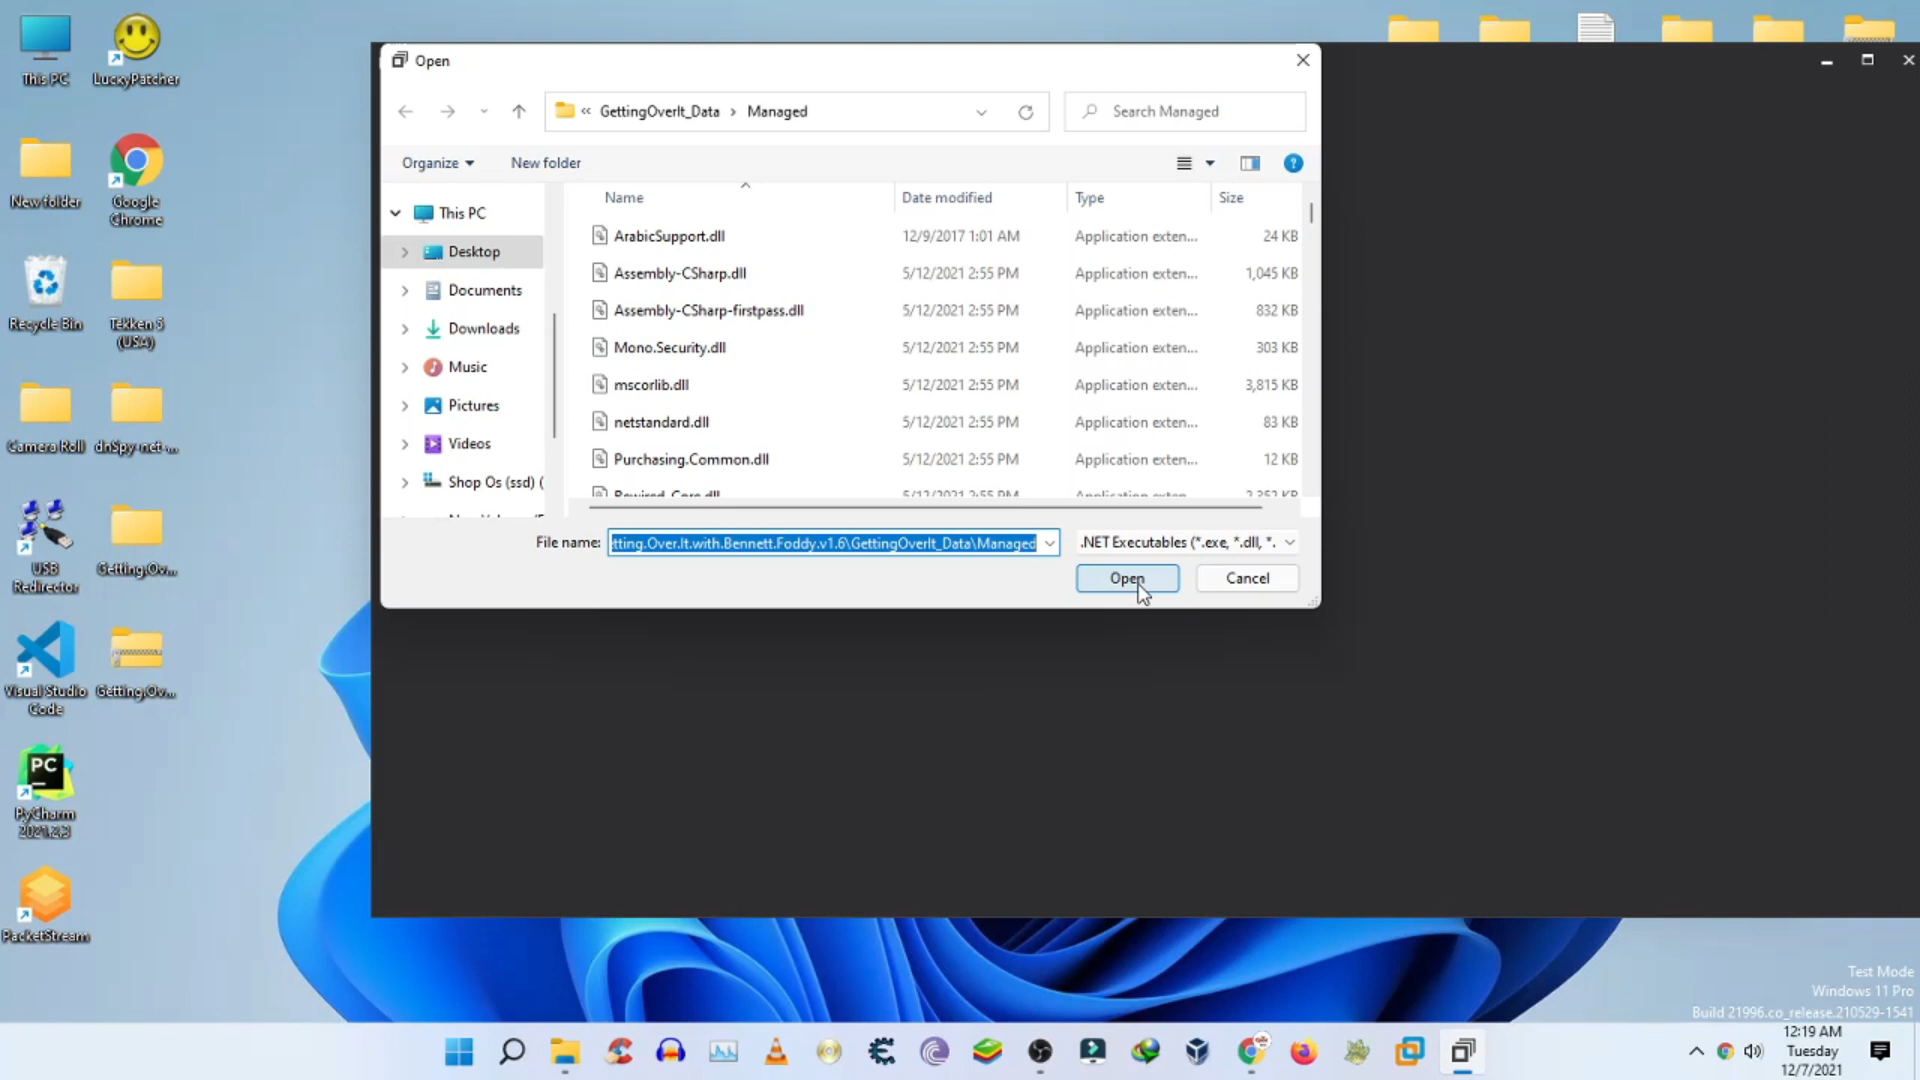 This PC
LuckyPatcher
New folder
Google
Chrome
Recycle Bin
Tekken 5
(USA)
Camera Roll
dnSpy-net-...
USB
Redirector
Getting.Ov...
Visual Studio
Code
Getting.Ov...
PyCharm
2021.2.3
PacketStream
Open
« GettingOverIt_Data › Managed
Search Managed
Organize
New folder
Name
Date modified
Type
Size
This PC
Desktop
Documents
Downloads
Music
Pictures
Videos
Shop Os (ssd) (
ArabicSupport.dll 12/9/2017 1:01 AM Application exten... 24 KB
Assembly-CSharp.dll 5/12/2021 2:55 PM Application exten... 1,045 KB
Assembly-CSharp-firstpass.dll 5/12/2021 2:55 PM Application exten... 832 KB
Mono.Security.dll 5/12/2021 2:55 PM Application exten... 303 KB
mscorlib.dll 5/12/2021 2:55 PM Application exten... 3,815 KB
netstandard.dll 5/12/2021 2:55 PM Application exten... 83 KB
Purchasing.Common.dll 5/12/2021 2:55 PM Application exten... 12 KB
Rewired_Core.dll 5/12/2021 2:55 PM Application exten... 2,352 KB
File name:
tting.Over.It.with.Bennett.Foddy.v1.6\GettingOverIt_Data\Managed
.NET Executables (*.exe, *.dll, *.
Open
Cancel
Test Mode
Windows 11 Pro
Build 21996.co_release.210529-1541
12:19 AM
Tuesday
12/7/2021